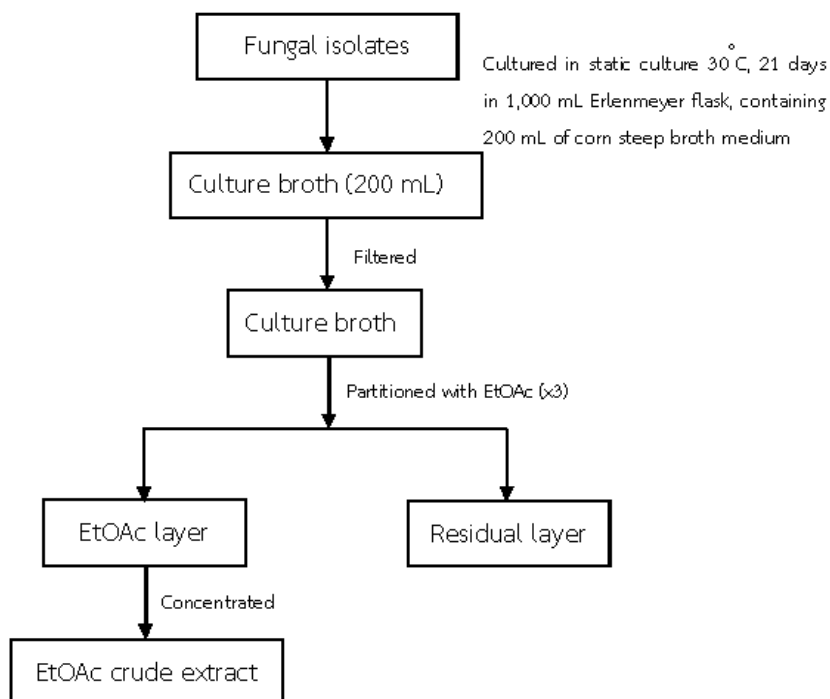 Fungal isolates
Cultured in static culture 30°C, 21 days
in 1,000 mL Erlenmeyer flask, containing
200 mL of corn steep broth medium
Culture broth (200 mL)
Filtered
Culture broth
Partitioned with EtOAc (x3)
EtOAc layer
Residual layer
Concentrated
EtOAc crude extract